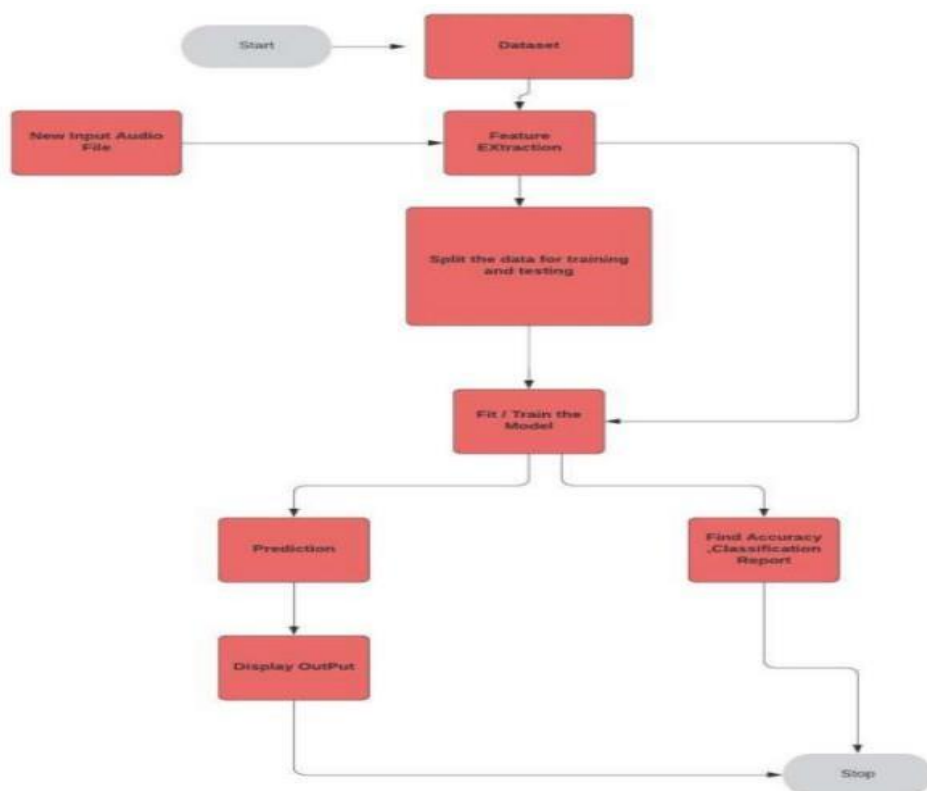 Start
Dataset
New Input Audio
File
Feature
EXtraction
Split the data for training
and testing
Fit / Train the
Model
Prediction
Find Accuracy
,Classification
Report
Display OutPut
Stop